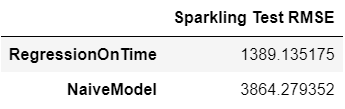 Sparkling Test RMSE
RegressionOnTime 1389.135175
NaiveModel 3864.279352